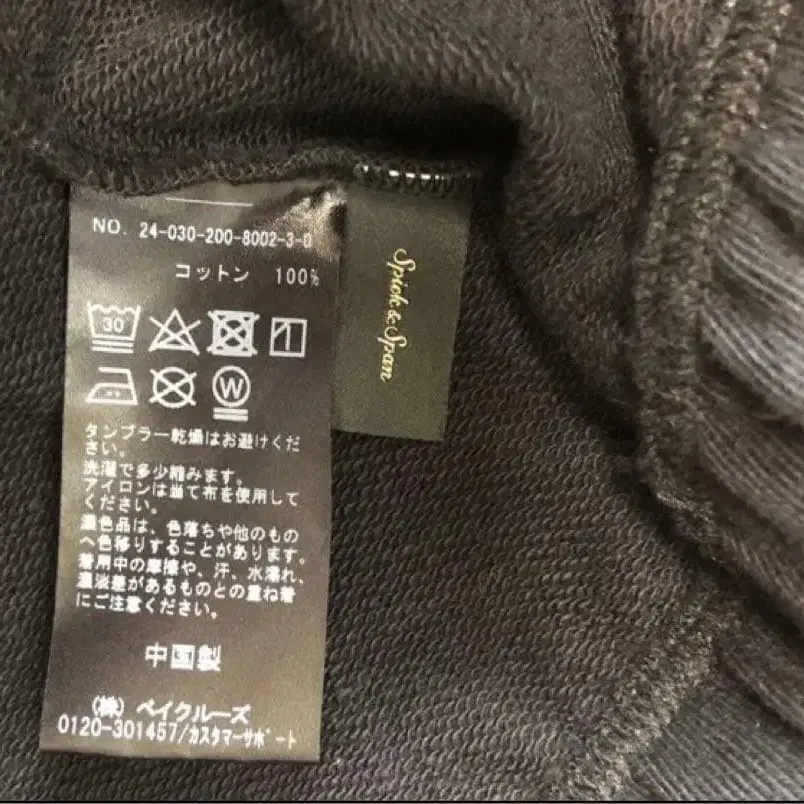 NO. 24-030-200-8002-3-0
コットン 100%
30
W
タンブラー乾燥はお避けくだ
さい。
洗濯で多少縮みます。
アイロンは当て布を使用して
ください。
濃色品は、色落ちや他のもの
へ色移りすることがあります。
着用中の摩擦や、汗、水濡れ、
濃淡差があるものとの重ね着
にご注意ください。
中国製
(株) ベイクルーズ
0120-301457/カスタマーサポート
Spick&Span